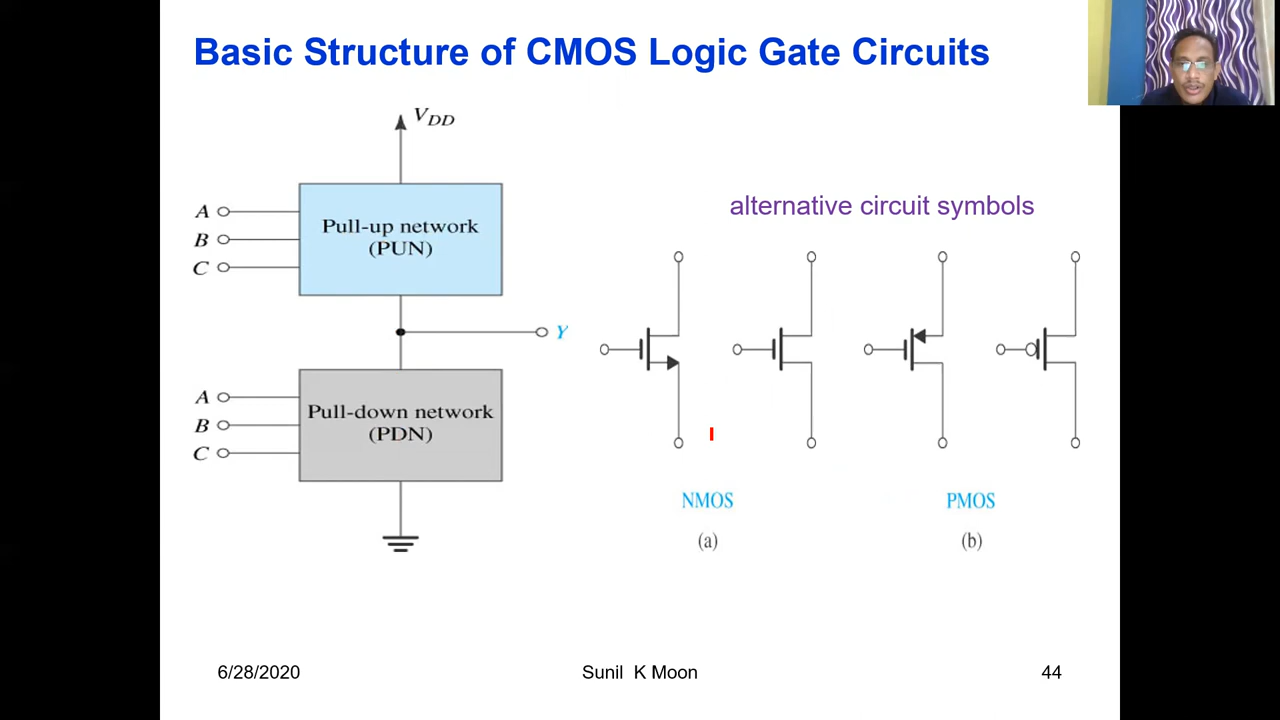 Basic Structure of CMOS Logic Gate Circuits
VDD
A
B
C
Pull-up network
(PUN)
Y
A
B
C
Pull-down network
(PDN)
alternative circuit symbols
NMOS
PMOS
(a)
(b)
6/28/2020
Sunil K Moon
44